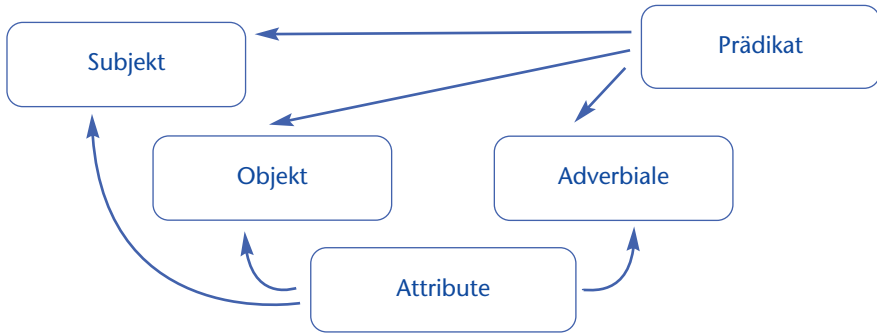 Subjekt
Prädikat
Objekt
Adverbiale
Attribute